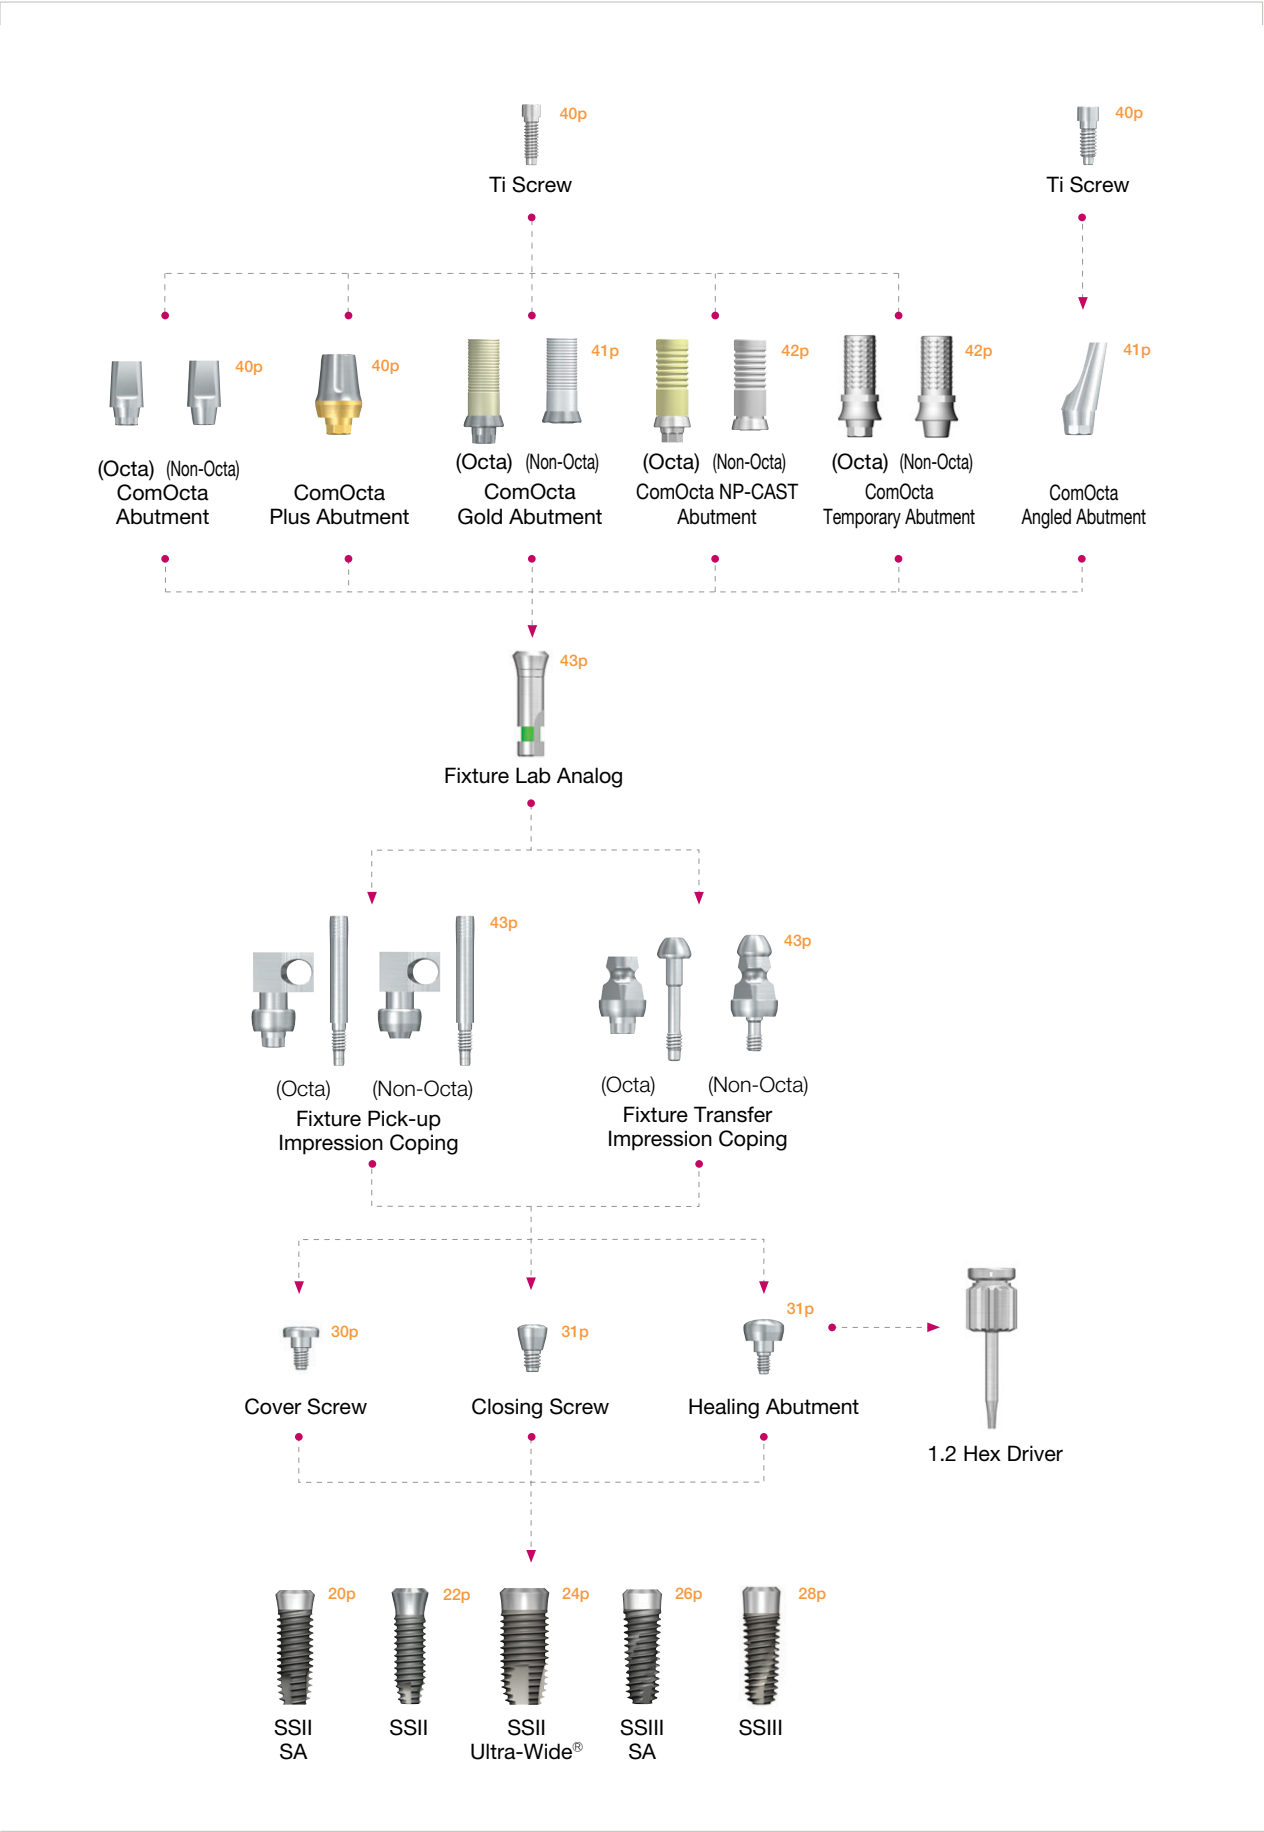 40p
40p
Ti Screw
Ti Screw
40p
40p
41p
42p
42p
41p
(Octa) (Non-Octa)
ComOcta
Abutment
ComOcta
Plus Abutment
(Octa) (Non-Octa)
ComOcta
Gold Abutment
(Octa) (Non-Octa)
ComOcta NP-CAST
Abutment
(Octa) (Non-Octa)
ComOcta
Temporary Abutment
ComOcta
Angled Abutment
43p
Fixture Lab Analog
43p
43p
(Octa) (Non-Octa)
Fixture Pick-up
Impression Coping
(Octa) (Non-Octa)
Fixture Transfer
Impression Coping
30p
31p
31p
Cover Screw
Closing Screw
Healing Abutment
1.2 Hex Driver
20p
22p
24p
26p
28p
SSII
SA
SSII
SSII
Ultra-Wide®
SSIII
SA
SSIII